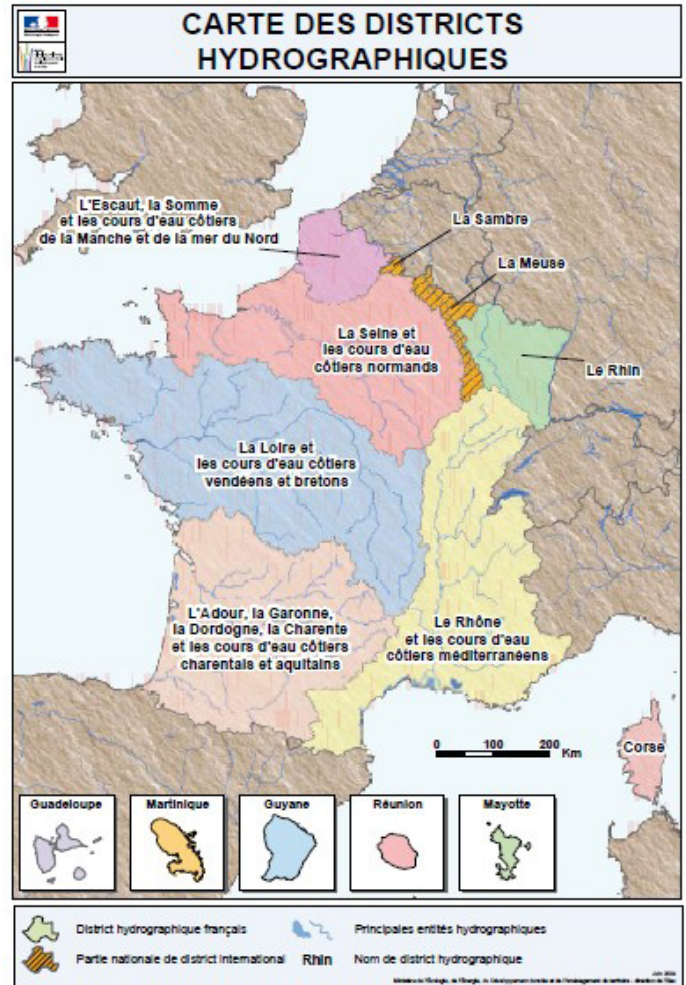 CARTE DES DISTRICTS
HYDROGRAPHIQUES
L'Escaut, la Somme
et les cours d'eau côtiers
de la Manche et de la mer du Nord
La Sambre
La Meuse
La Seine et
les cours d'eau
côtiers normands
Le Rhin
La Loire et
les cours d'eau côtiers
vendéens et bretons
L'Adour, la Garonne,
la Dordogne, la Charente
et les cours d'eau côtiers
charentais et aquitains
Le Rhône
et les cours d'eau
côtiers méditerranéens
0 100 200 Km
Corse
Guadeloupe
Martinique
Guyane
Réunion
Mayotte
District hydrographique français
Principales entités hydrographiques
Partie nationale de district international
Rhin
Nom de district hydrographique